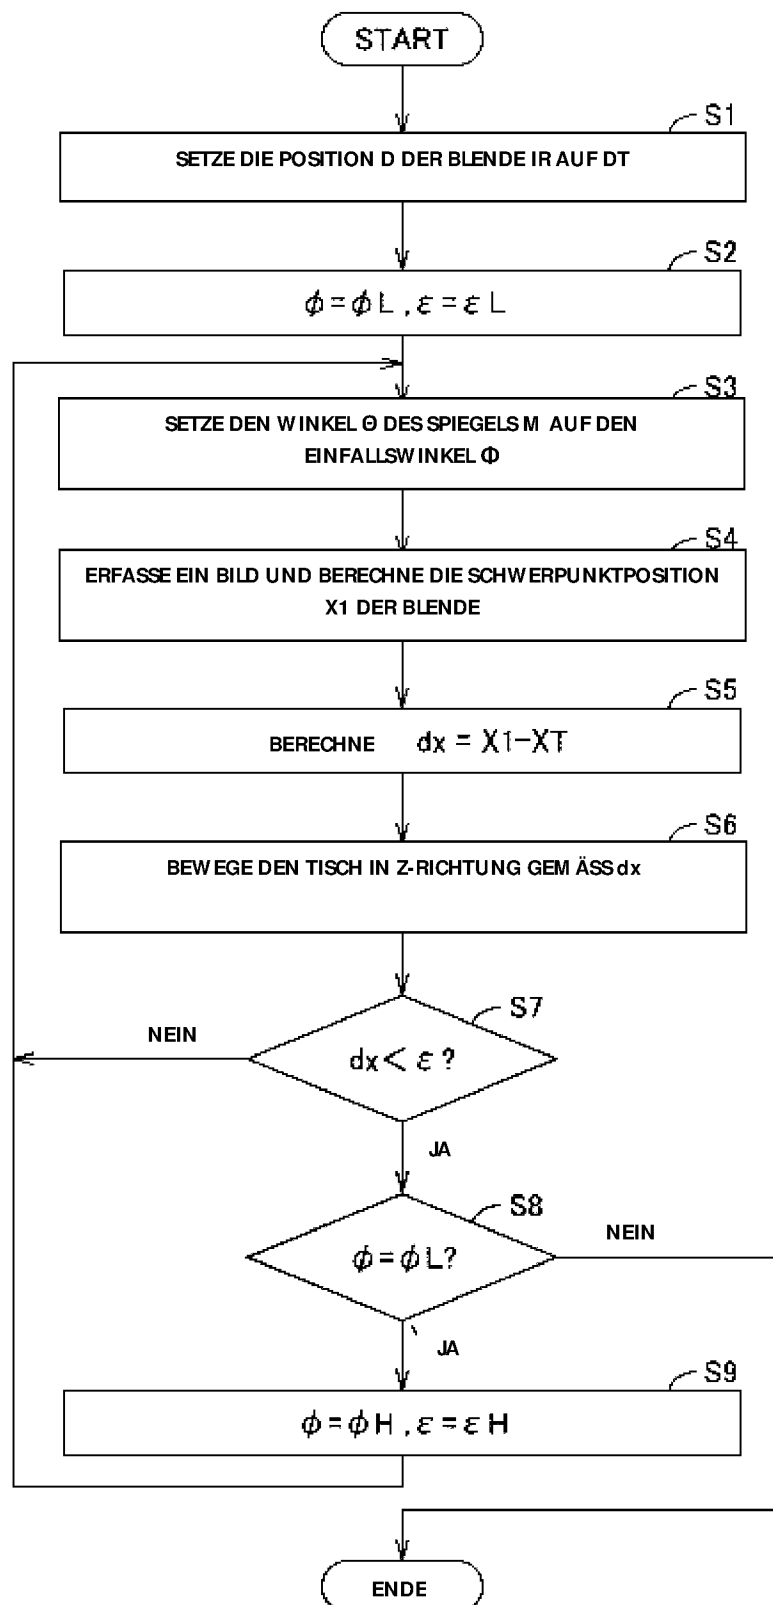 START
S1
SETZE DIE POSITION D DER BLENDE IR AUF DT
S2
ϕ = ϕ L , ε = ε L
S3
SETZE DEN WINKEL Θ DES SPIEGELS M AUF DEN
EINFALLSWINKEL Φ
S4
ERFASSE EIN BILD UND BERECHNE DIE SCHWERPUNKTPOSITION
X1 DER BLENDE
S5
BERECHNE dx = X1-XT
S6
BEWEGE DEN TISCH IN Z-RICHTUNG GEMÄSS dx
S7
NEIN
dx < ε ?
JA
S8
NEIN
ϕ = ϕ L?
JA
S9
ϕ = ϕ H , ε = ε H
ENDE